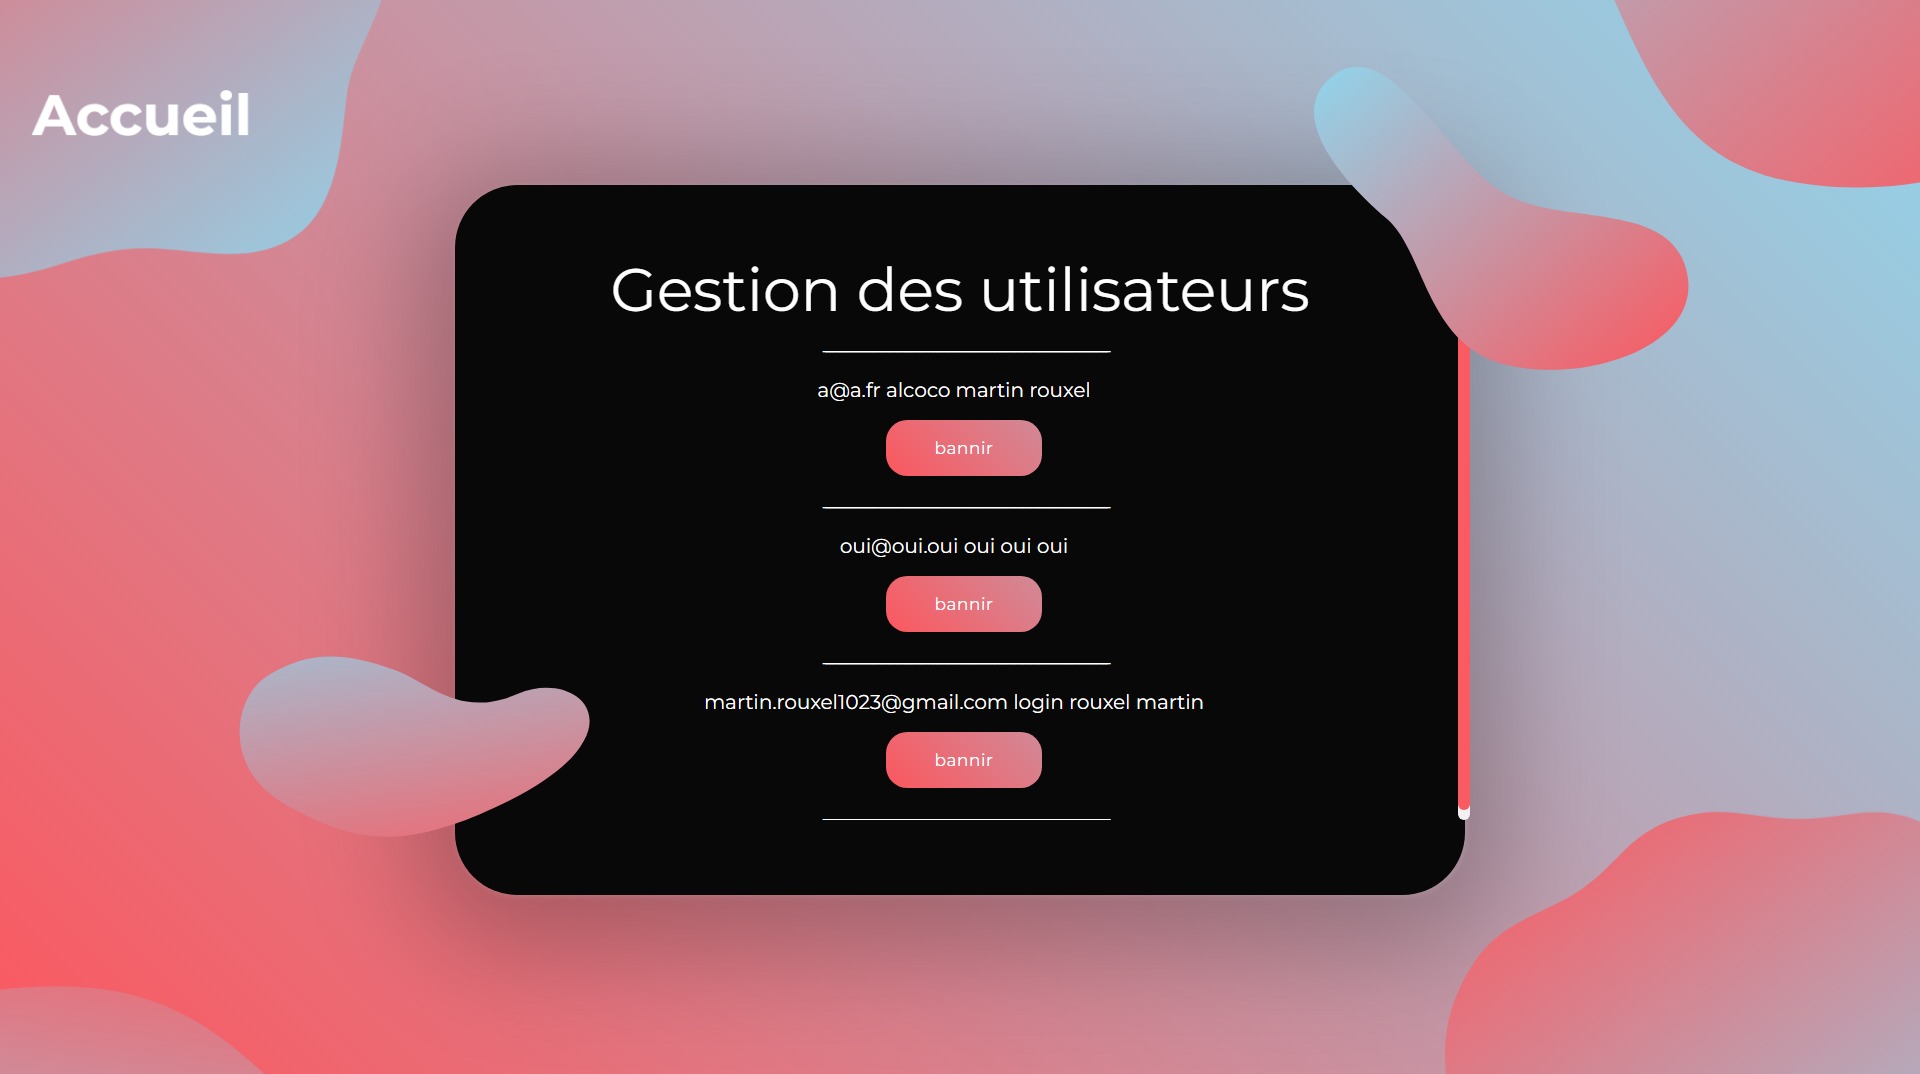 Accueil
Gestion des utilisateurs
a@a.fr alcoco martin rouxel
bannir
oui@oui.oui oui oui oui
bannir
martin.rouxel1023@gmail.com login rouxel martin
bannir